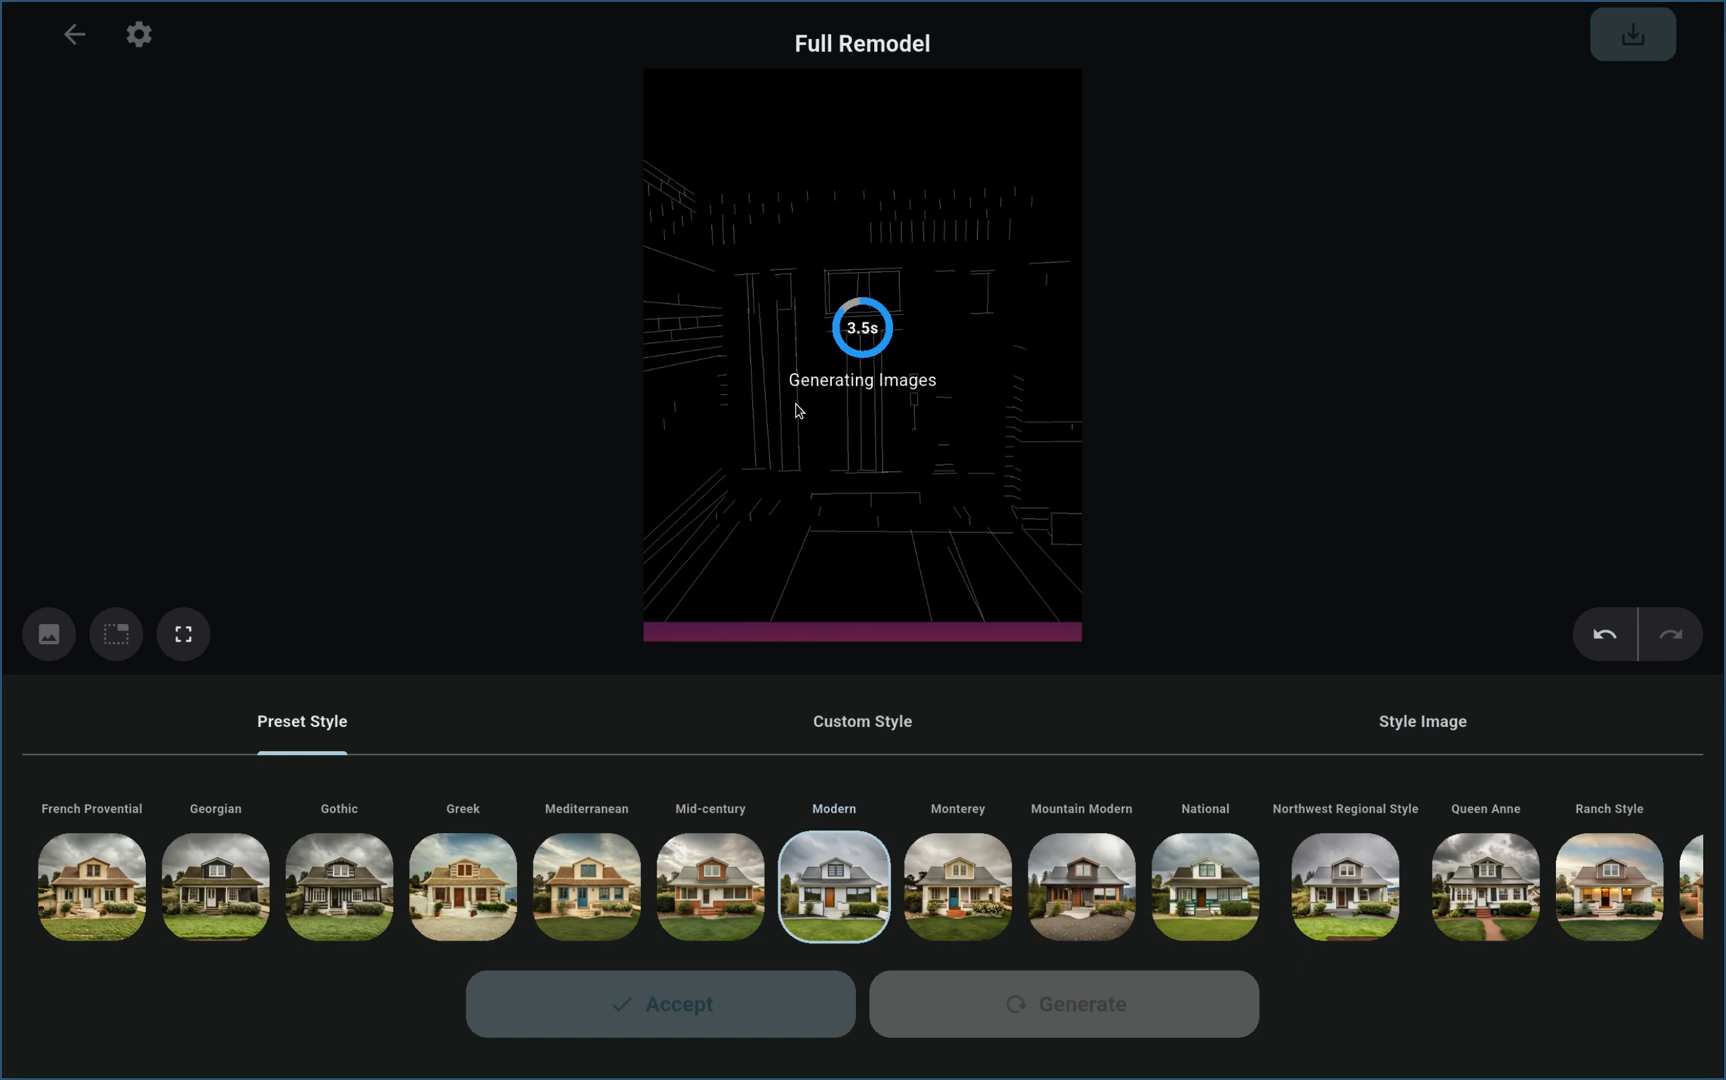 Full Remodel
3.5s
Generating Images
Preset Style
Custom Style
Style Image
French Provential
Georgian
Gothic
Greek
Mediterranean
Mid-century
Modern
Monterey
Mountain Modern
National
Northwest Regional Style
Queen Anne
Ranch Style
Accept
Generate